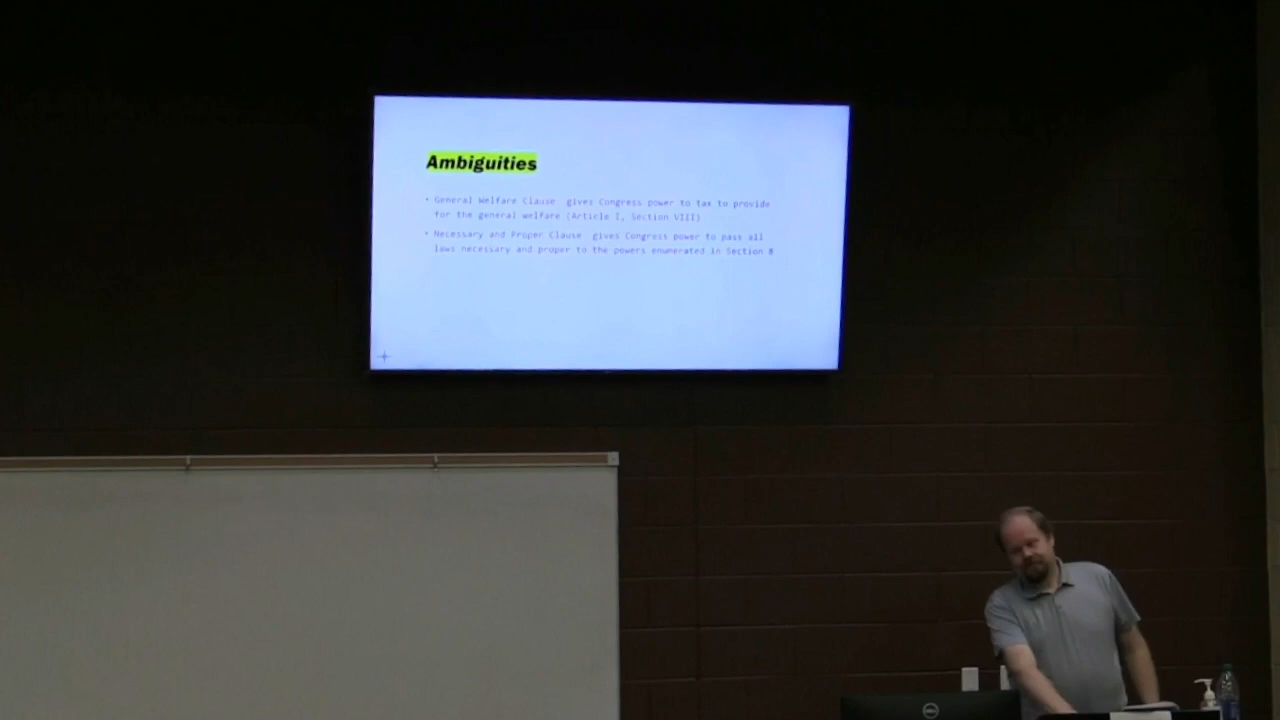 Ambiguities
• General Welfare Clause gives Congress power to tax to provide
for the general welfare (Article I, Section VIII)
• Necessary and Proper Clause gives Congress power to pass all
laws necessary and proper to the powers enumerated in Section 8
DELL